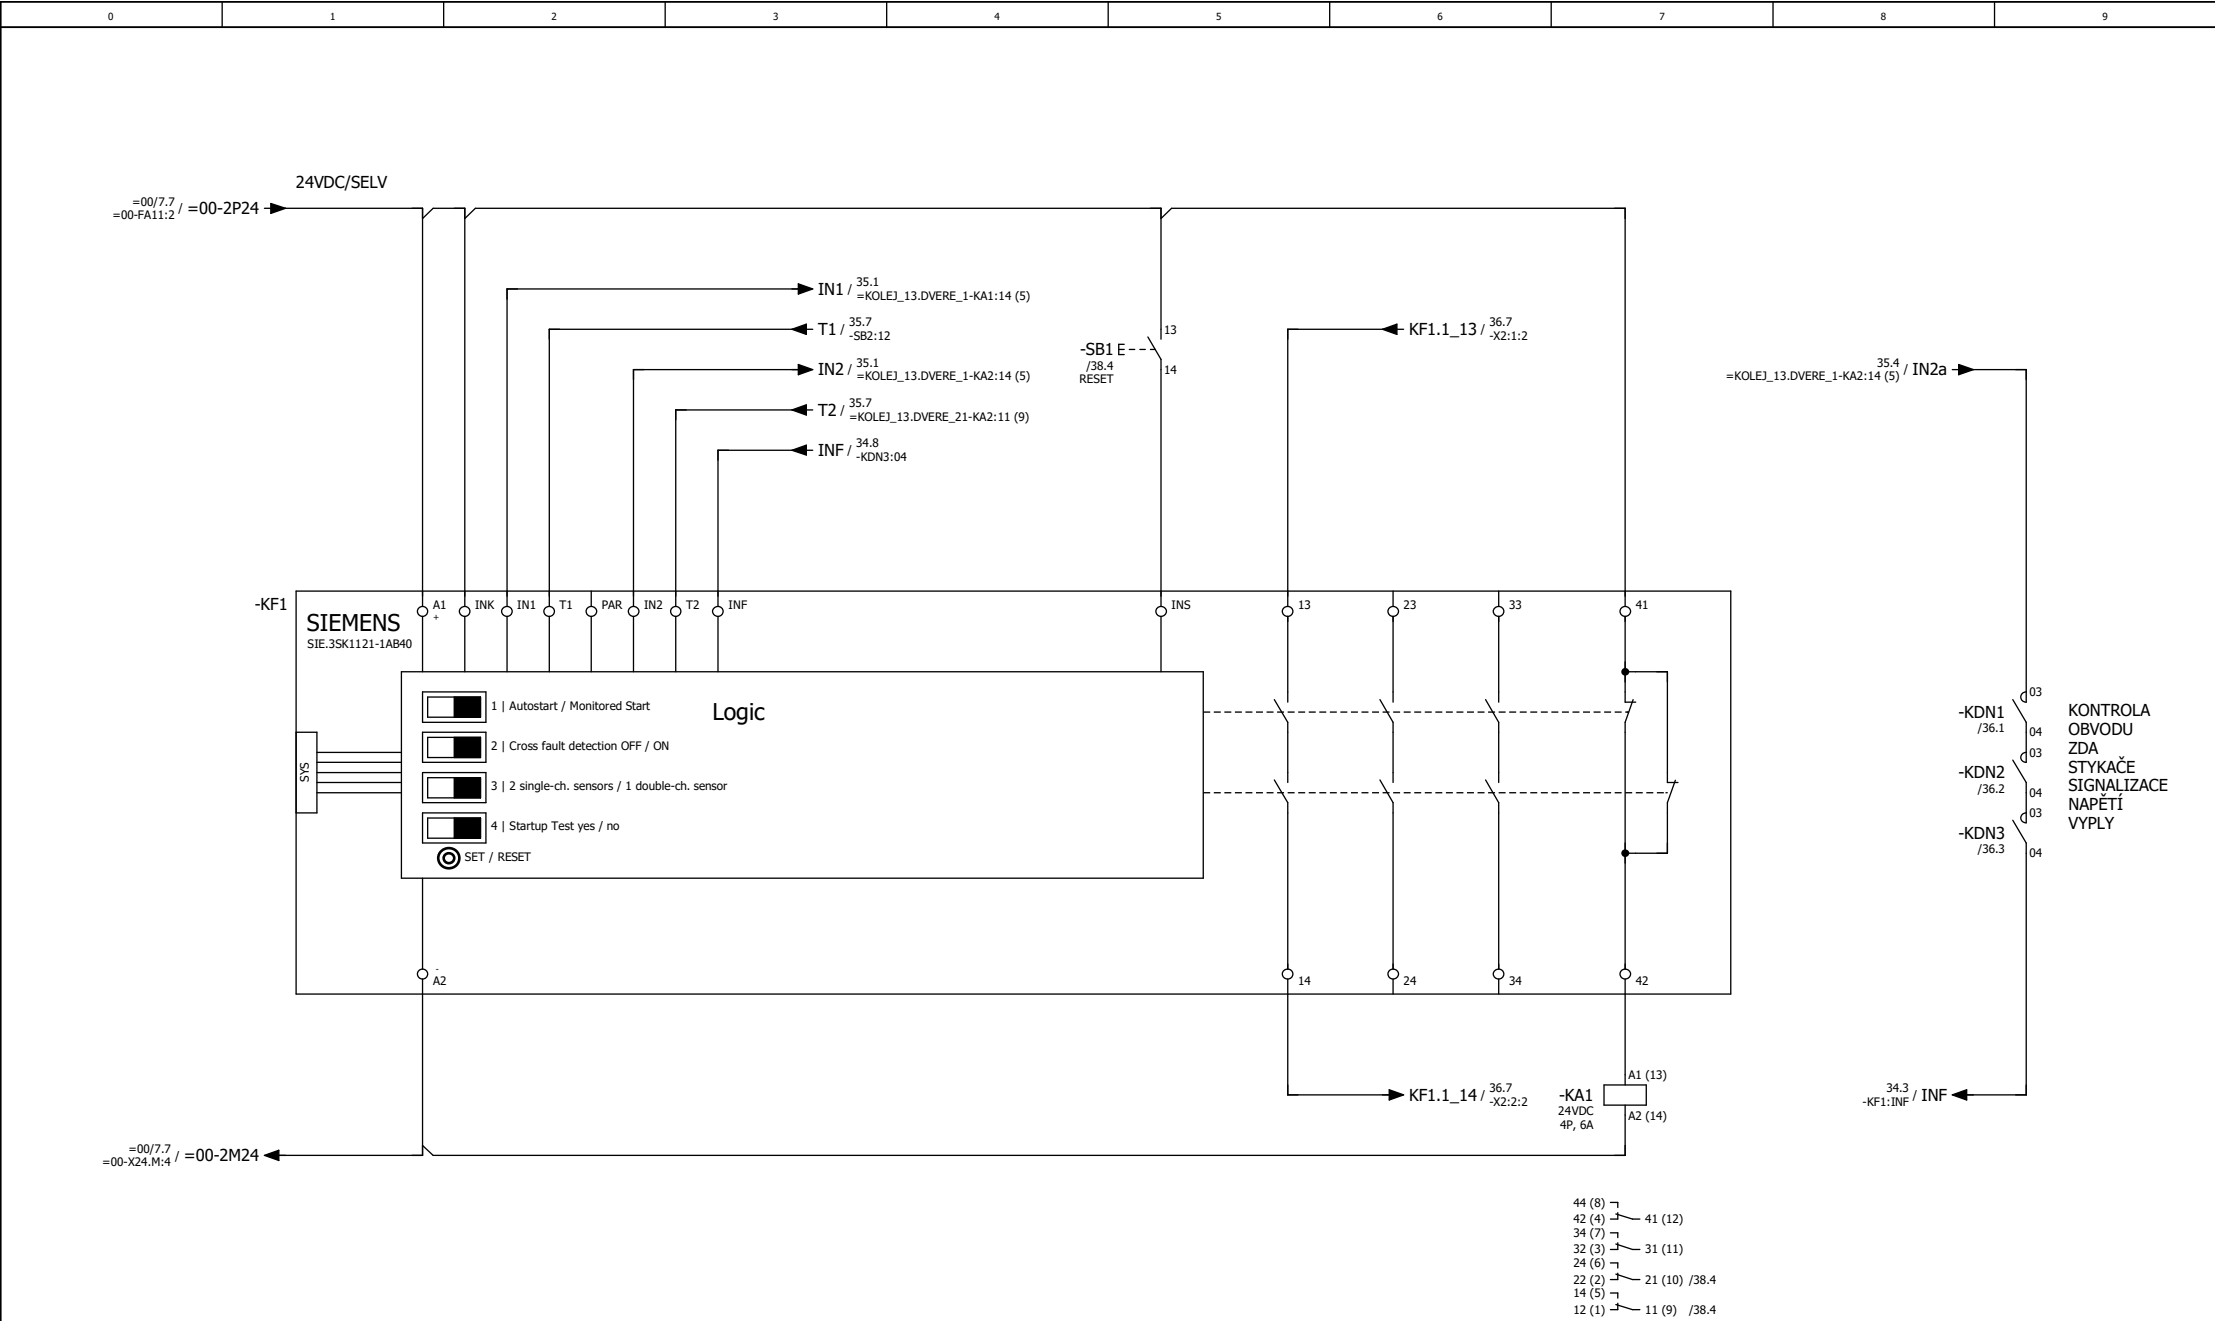 0 1 2 3 4 5 6 7 8 9
24VDC/SELV
=00/7.7
=00-FA11:2 / =00-2P24
IN1 / 35.1
=KOLEJ_13.DVERE_1-KA1:14 (5)
T1 / 35.7
-SB2:12
IN2 / 35.1
=KOLEJ_13.DVERE_1-KA2:14 (5)
T2 / 35.7
=KOLEJ_13.DVERE_21-KA2:11 (9)
INF / 34.8
-KDN3:04
13
-SB1 E
/38.4
RESET
14
KF1.1_13 / 36.7
-X2:1:2
35.4
=KOLEJ_13.DVERE_1-KA2:14 (5) / IN2a
-KF1
SIEMENS
SIE.3SK1121-1AB40
A1
+
INK
IN1
T1
PAR
IN2
T2
INF
INS
13
23
33
41
1 | Autostart / Monitored Start
Logic
2 | Cross fault detection OFF / ON
3 | 2 single-ch. sensors / 1 double-ch. sensor
4 | Startup Test yes / no
SET / RESET
SYS
-
A2
14
24
34
42
03
-KDN1
/36.1
04
03
-KDN2
/36.2
04
03
-KDN3
/36.3
04
KONTROLA
OBVODU
ZDA
STYKAČE
SIGNALIZACE
NAPĚTÍ
VYPLY
KF1.1_14 / 36.7
-X2:2:2
A1 (13)
-KA1
24VDC
4P, 6A
A2 (14)
34.3
-KF1:INF / INF
=00/7.7
=00-X24.M:4 / =00-2M24
44 (8)
42 (4) 41 (12)
34 (7)
32 (3) 31 (11)
24 (6)
22 (2) 21 (10) /38.4
14 (5)
12 (1) 11 (9) /38.4